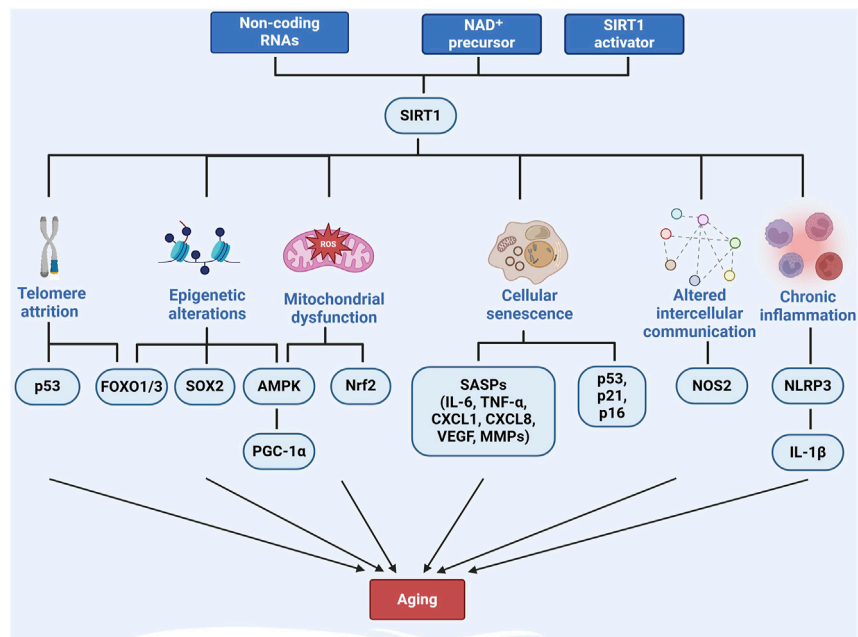 Non-coding
RNAs
NAD⁺
precursor
SIRT1
activator
SIRT1
ROS
Telomere
attrition
Epigenetic
alterations
Mitochondrial
dysfunction
Cellular
senescence
Altered
intercellular
communication
Chronic
inflammation
p53
FOXO1/3
SOX2
AMPK
Nrf2
SASPs
(IL-6, TNF-α,
CXCL1, CXCL8,
VEGF, MMPs)
p53,
p21,
p16
NOS2
NLRP3
PGC-1α
IL-1β
Aging